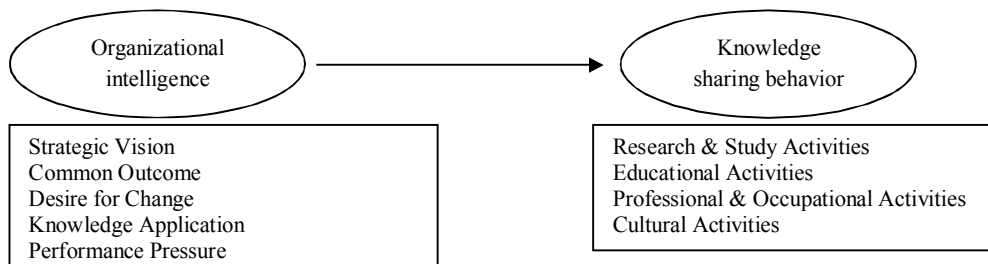 Organizational
intelligence
Knowledge
sharing behavior
Strategic Vision
Common Outcome
Desire for Change
Knowledge Application
Performance Pressure
Research & Study Activities
Educational Activities
Professional & Occupational Activities
Cultural Activities